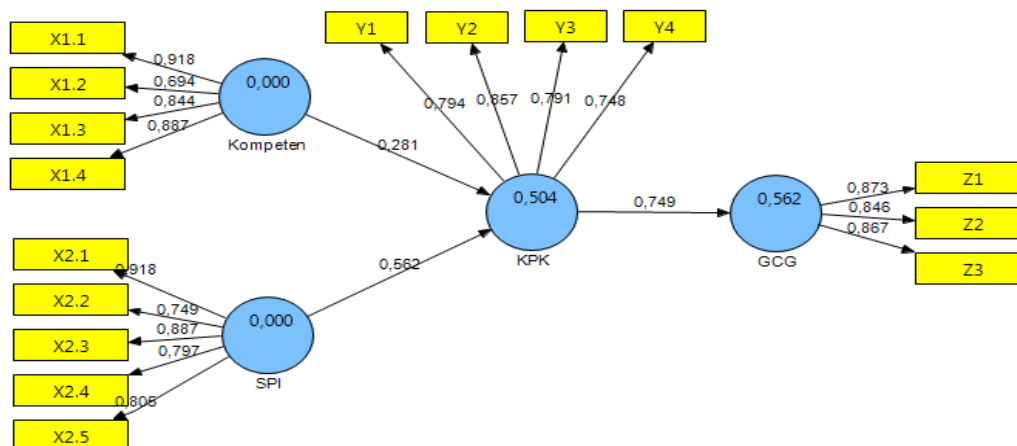 X1.1
0,918
X1.2
0,694
X1.3
0,844
X1.4
0,887
0,000
Kompeten
0,281
Y1
Y2
Y3
Y4
0,794
0,857
0,791
0,748
0,504
KPK
0,749
0,562
GCG
0,873
Z1
0,846
Z2
0,867
Z3
X2.1
0,918
X2.2
0,749
X2.3
0,887
X2.4
0,797
X2.5
0,805
0,000
SPI
0,562